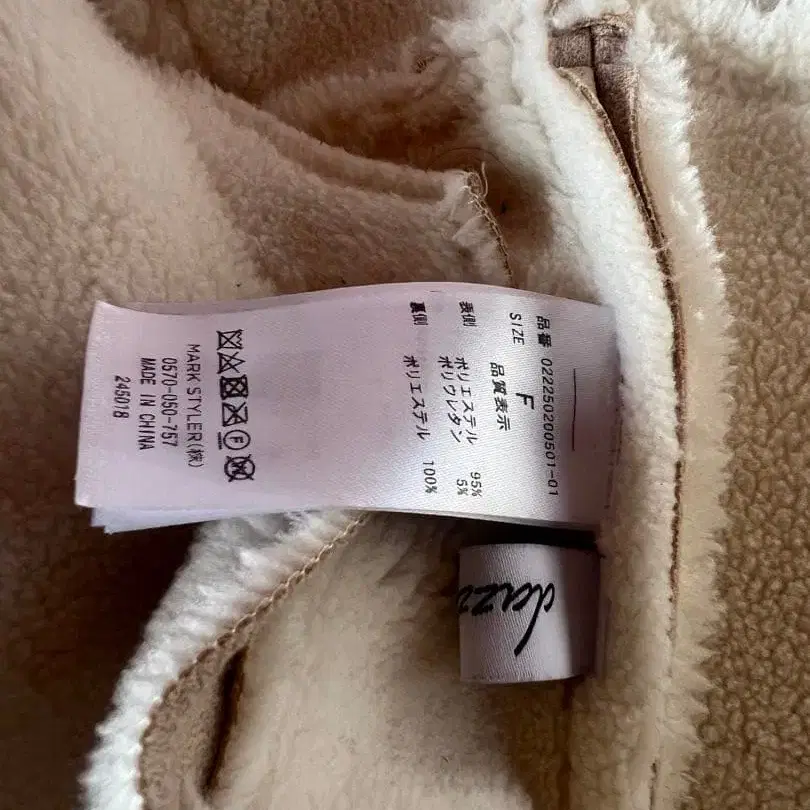 品番 022250200501-01
SIZE F
品質表示
表側 ポリエステル 95%
ポリウレタン 5%
裏側 ポリエステル 100%
MARK STYLER(株)
0570-050-757
MADE IN CHINA
245018
dazz